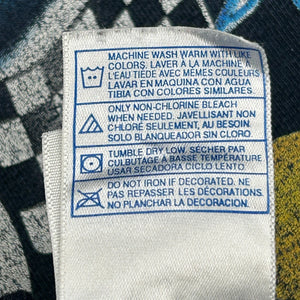 MACHINE WASH WARM WITH LIKE
COLORS. LAVER À LA MACHINE À
L'EAU TIÈDE AVEC MÊMES COULEURS
LAVAR EN MAQUINA CON AGUA
TIBIA CON COLORES SIMILARES.
ONLY NON-CHLORINE BLEACH
WHEN NEEDED. JAVELLISANT NON
CHLORÉ SEULEMENT, AU BESOIN.
SOLO BLANQUEADOR SIN CLORO
TUMBLE DRY LOW. SÉCHER PAR
CULBUTAGE À BASSE TEMPÉRATURE
USAR SECADORA CICLO LENTO.
DO NOT IRON IF DECORATED. NE
PAS REPASSER LES DÉCORATIONS.
NO PLANCHAR LA DECORACION.